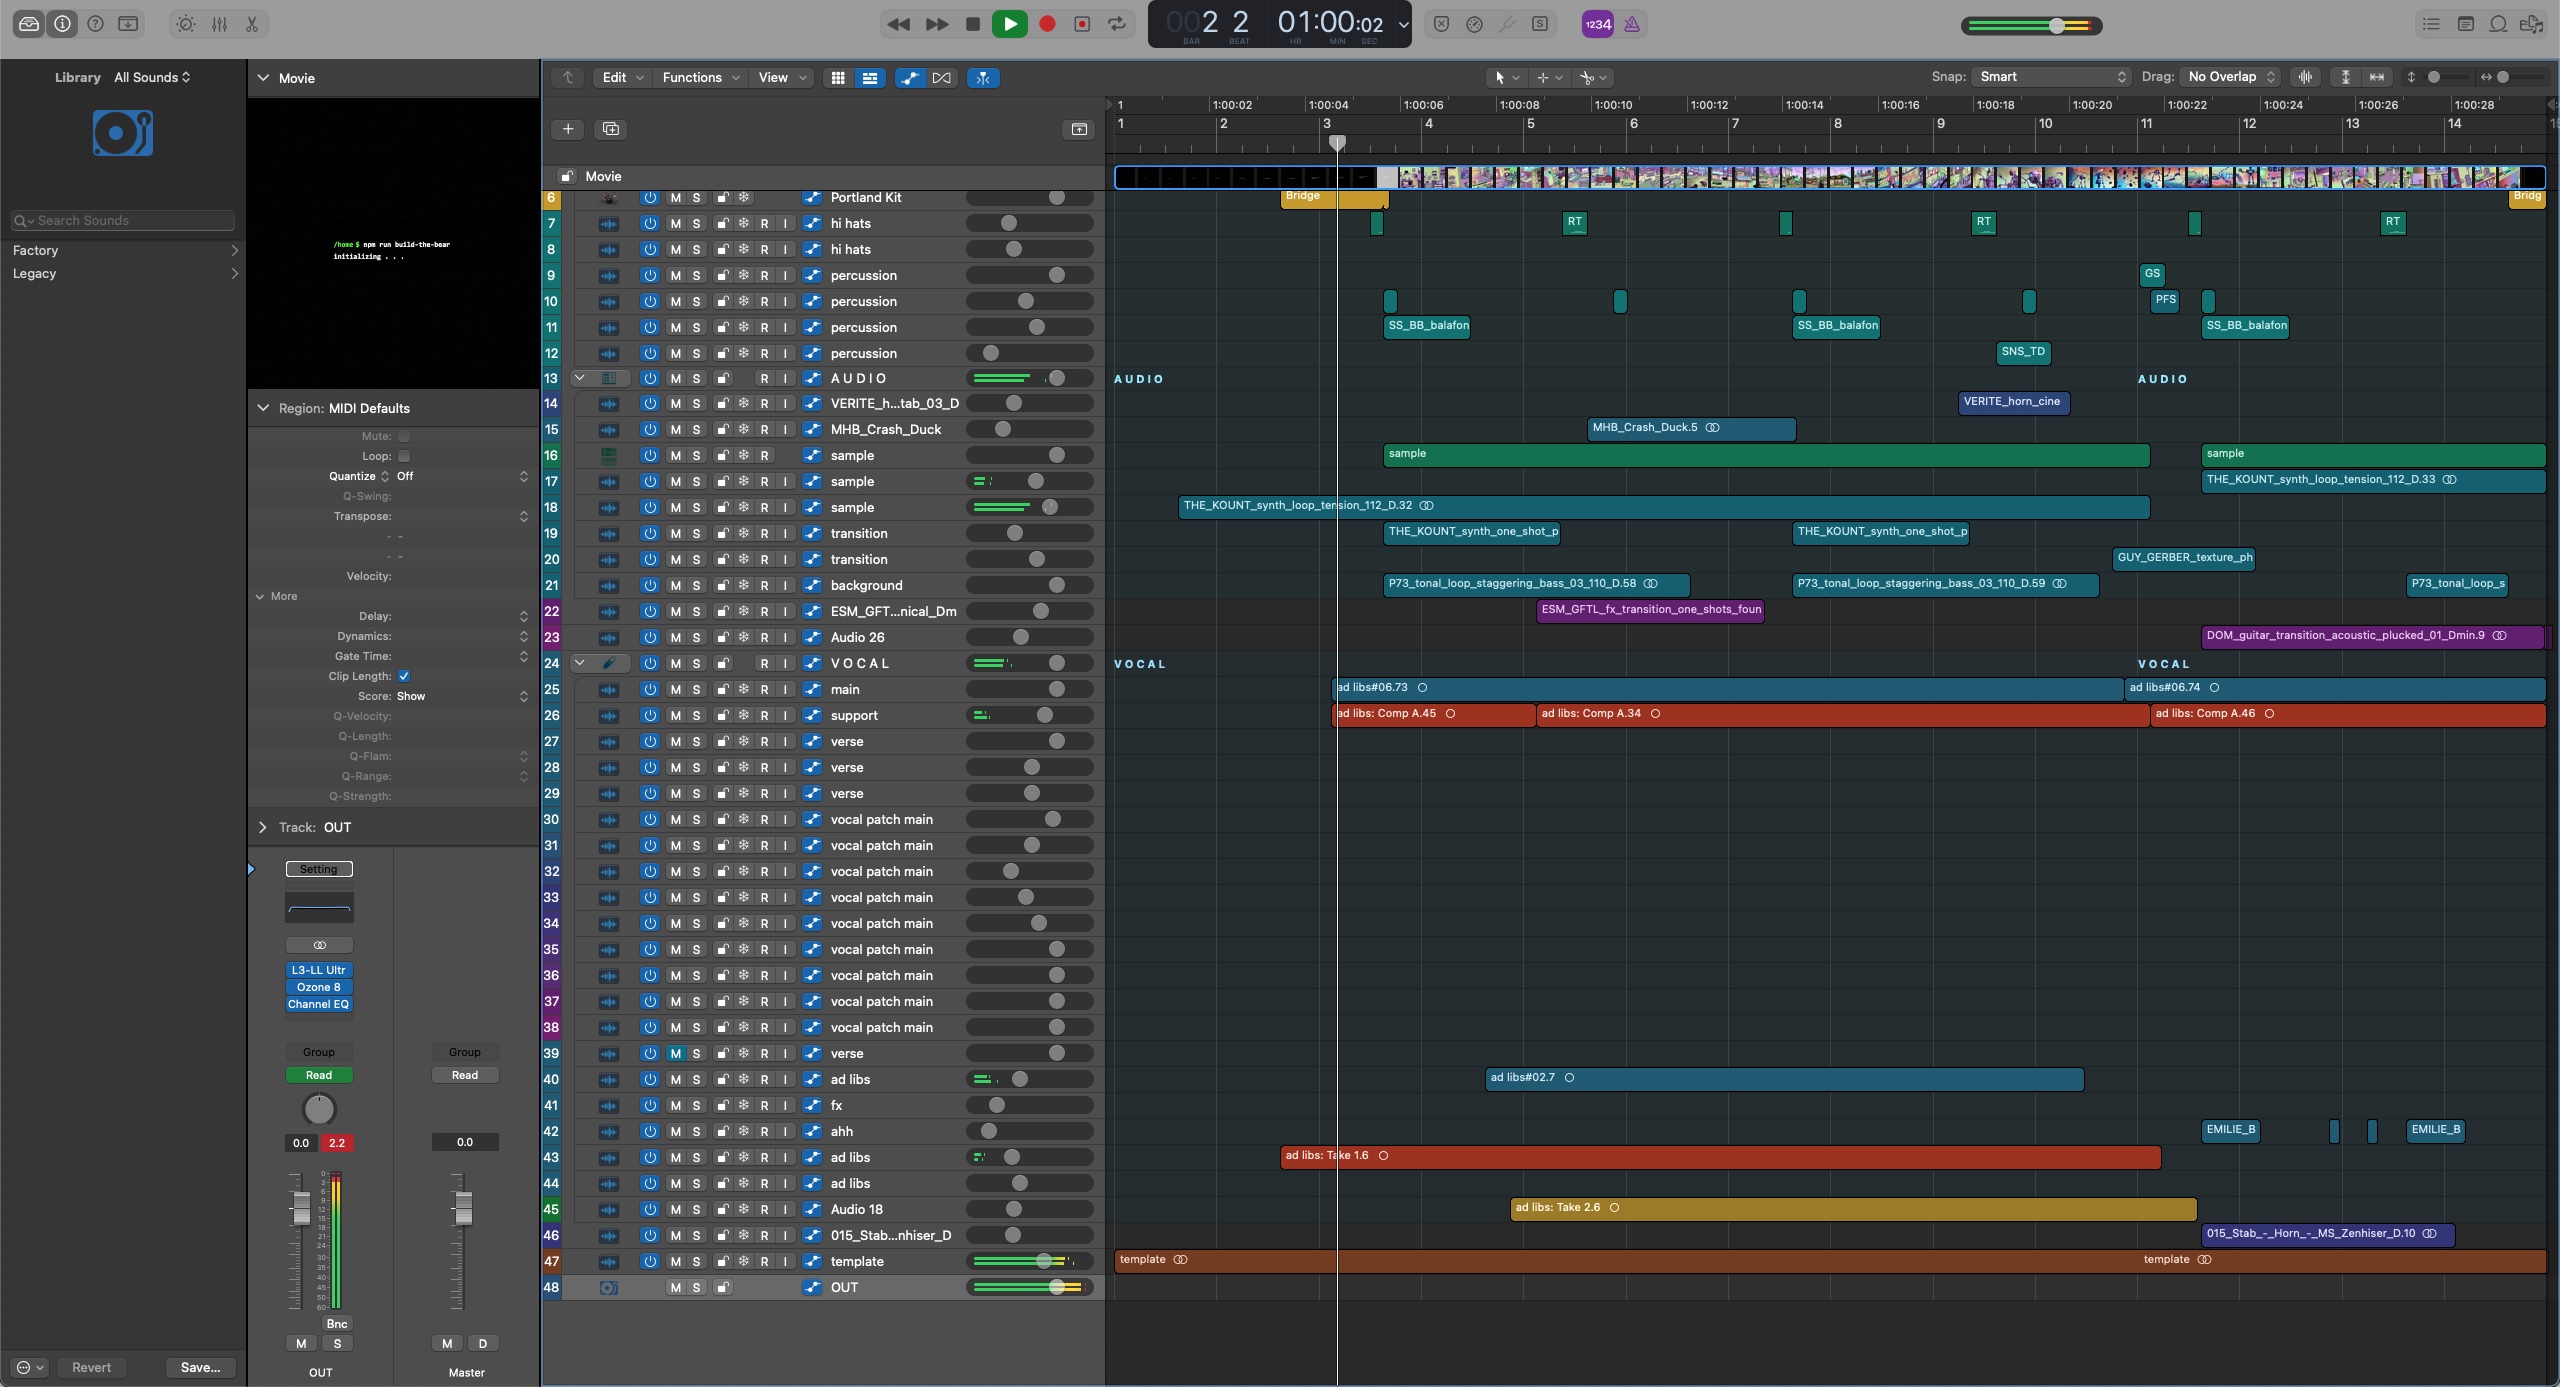 002 2
BAR BEAT
01:00:02
HR MIN SEC
1234
Library All Sounds
Search Sounds
Factory
Legacy
Movie
/home $ npm run build-the-bear
initializing . . .
Region: MIDI Defaults
Mute:
Loop:
Quantize Off
Q-Swing:
Transpose:
- -
- -
Velocity:
More
Delay:
Dynamics:
Gate Time:
Clip Length:
Score: Show
Q-Velocity:
Q-Length:
Q-Flam:
Q-Range:
Q-Strength:
Track: OUT
Setting
L3-LL Ultr
Ozone 8
Channel EQ
Group Group
Read Read
0.0 2.2 0.0
Bnc
M S M D
OUT Master
Revert Save...
Edit Functions View
Snap: Smart Drag: No Overlap
1 1:00:02 1:00:04 1:00:06 1:00:08 1:00:10 1:00:12 1:00:14 1:00:16 1:00:18 1:00:20 1:00:22 1:00:24 1:00:26 1:00:28
1 2 3 4 5 6 7 8 9 10 11 12 13 14
Movie
6 M S Portland Kit Bridge Bridg
7 M S R I hi hats RT RT RT
8 M S R I hi hats
9 M S R I percussion GS
10 M S R I percussion PFS
11 M S R I percussion SS_BB_balafon SS_BB_balafon SS_BB_balafon
12 M S R I percussion SNS_TD
13 M S R I AUDIO AUDIO AUDIO
14 M S R I VERITE_h...tab_03_D VERITE_horn_cine
15 M S R I MHB_Crash_Duck MHB_Crash_Duck.5
16 M S R sample sample sample
17 M S R I sample THE_KOUNT_synth_loop_tension_112_D.33
18 M S R I sample THE_KOUNT_synth_loop_tension_112_D.32
19 M S R I transition THE_KOUNT_synth_one_shot_p THE_KOUNT_synth_one_shot_p
20 M S R I transition GUY_GERBER_texture_ph
21 M S R I background P73_tonal_loop_staggering_bass_03_110_D.58 P73_tonal_loop_staggering_bass_03_110_D.59 P73_tonal_loop_s
22 M S R I ESM_GFT...nical_Dm ESM_GFTL_fx_transition_one_shots_foun
23 M S R I Audio 26 DOM_guitar_transition_acoustic_plucked_01_Dmin.9
24 M S R I VOCAL VOCAL VOCAL
25 M S R I main ad libs#06.73 ad libs#06.74
26 M S R I support ad libs: Comp A.45 ad libs: Comp A.34 ad libs: Comp A.46
27 M S R I verse
28 M S R I verse
29 M S R I verse
30 M S R I vocal patch main
31 M S R I vocal patch main
32 M S R I vocal patch main
33 M S R I vocal patch main
34 M S R I vocal patch main
35 M S R I vocal patch main
36 M S R I vocal patch main
37 M S R I vocal patch main
38 M S R I vocal patch main
39 M S R I verse
40 M S R I ad libs ad libs#02.7
41 M S R I fx
42 M S R I ahh EMILIE_B EMILIE_B
43 M S R I ad libs ad libs: Take 1.6
44 M S R I ad libs
45 M S R I Audio 18 ad libs: Take 2.6
46 M S R I 015_Stab...nhiser_D 015_Stab_-_Horn_-_MS_Zenhiser_D.10
47 M S R I template template template
48 M S OUT